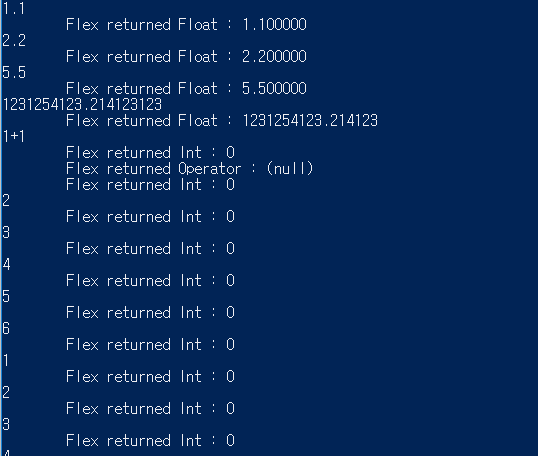 1.1
Flex returned Float : 1.100000
2.2
Flex returned Float : 2.200000
5.5
Flex returned Float : 5.500000
1231254123.214123123
Flex returned Float : 1231254123.214123
1+1
Flex returned Int : 0
Flex returned Operator : (null)
Flex returned Int : 0
2
Flex returned Int : 0
3
Flex returned Int : 0
4
Flex returned Int : 0
5
Flex returned Int : 0
6
Flex returned Int : 0
1
Flex returned Int : 0
2
Flex returned Int : 0
3
Flex returned Int : 0
4